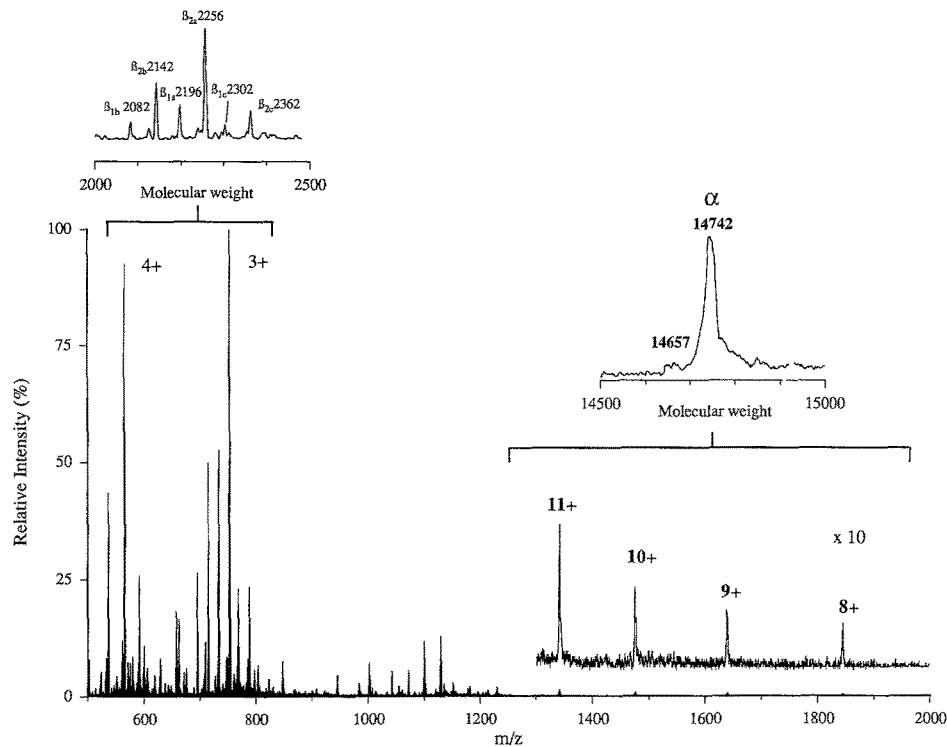 ß2a2256
ß2b2142
ß1b 2082
ß1a2196
ß1c2302
ß2c2362
2000
2500
Molecular weight
4+
3+
α
14742
14657
14500
15000
Molecular weight
11+
10+
9+
8+
x 10
Relative Intensity (%)
100
75
50
25
0
600
800
1000
1200
1400
1600
1800
2000
m/z